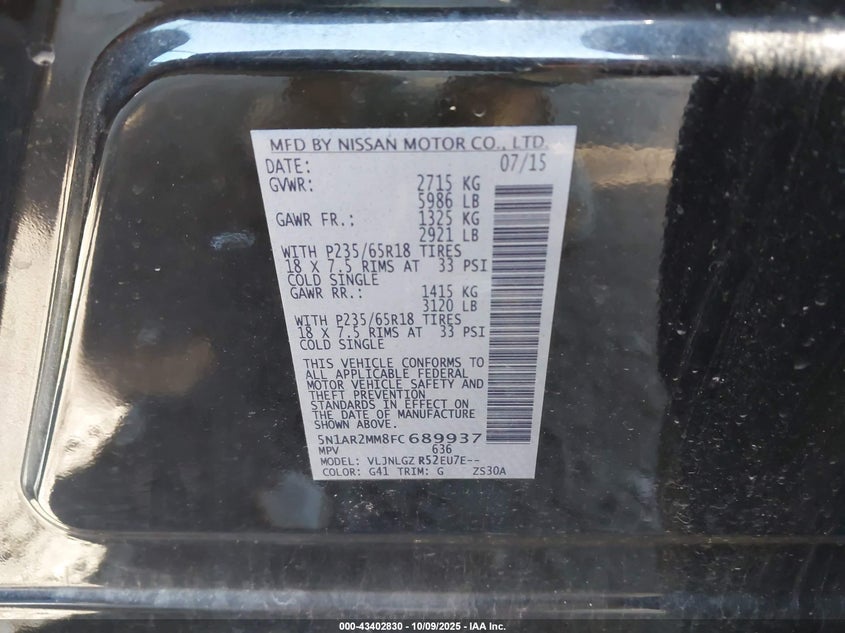 MFD BY NISSAN MOTOR CO., LTD.
DATE: 07/15
GVWR: 2715 KG
5986 LB
GAWR FR.: 1325 KG
2921 LB
WITH P235/65R18 TIRES
18 X 7.5 RIMS AT 33 PSI
COLD SINGLE
GAWR RR.: 1415 KG
3120 LB
WITH P235/65R18 TIRES
18 X 7.5 RIMS AT 33 PSI
COLD SINGLE
THIS VEHICLE CONFORMS TO
ALL APPLICABLE FEDERAL
MOTOR VEHICLE SAFETY AND
THEFT PREVENTION
STANDARDS IN EFFECT ON
THE DATE OF MANUFACTURE
SHOWN ABOVE.
5N1AR2MM8FC689937
MPV 636
MODEL: VLJNLGZ R52EU7E--
COLOR: G41 TRIM: G ZS30A
000-43402830 - 10/09/2025 - IAA Inc.